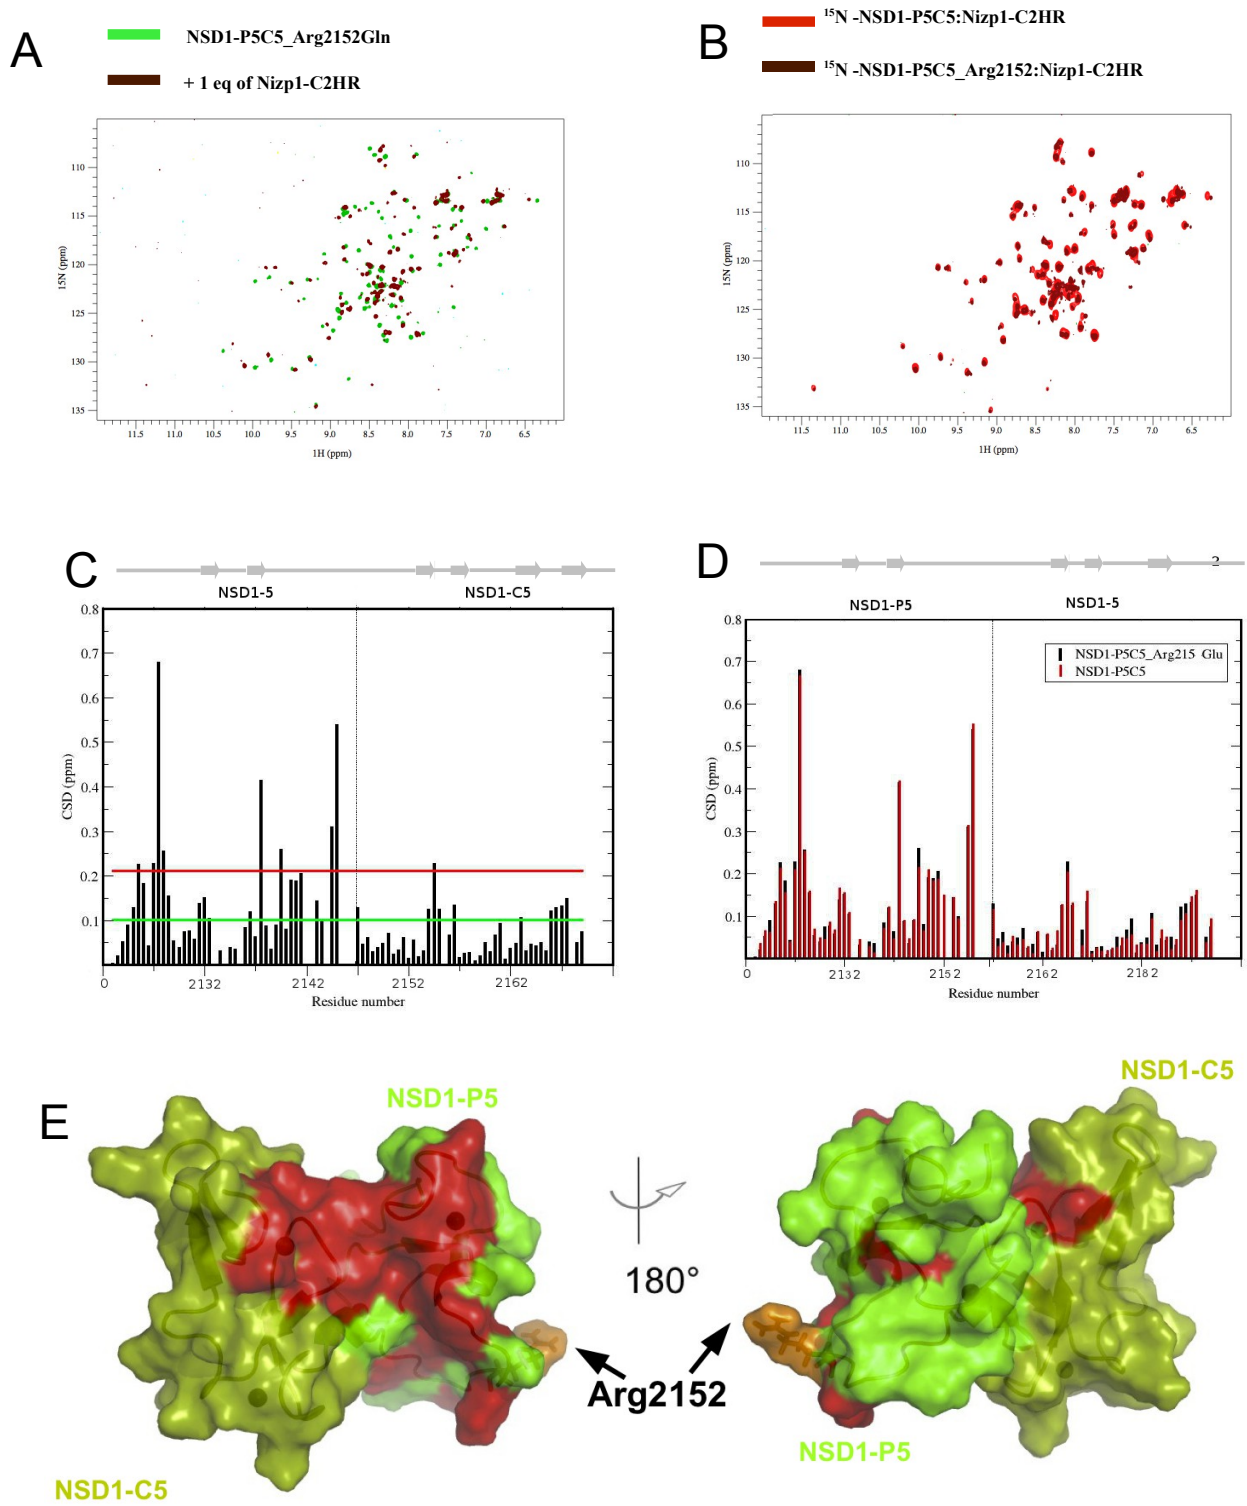 A
NSD1-P5C5_Arg2152Gln
+ 1 eq of Nizp1-C2HR
110
115
120
125
130
135
15N (ppm)
11.5 11.0 10.5 10.0 9.5 9.0 8.5 8.0 7.5 7.0 6.5
1H (ppm)
B
15N -NSD1-P5C5:Nizp1-C2HR
15N -NSD1-P5C5_Arg2152:Nizp1-C2HR
110
115
120
125
130
135
15N (ppm)
11.5 11.0 10.5 10.0 9.5 9.0 8.5 8.0 7.5 7.0 6.5
1H (ppm)
C
NSD1-5 NSD1-C5
0.8
0.7
0.6
0.5
0.4
0.3
0.2
0.1
CSD (ppm)
0 2132 2142 2152 2162
Residue number
D
NSD1-P5 NSD1-5
0.8
0.7
0.6
0.5
0.4
0.3
0.2
0.1
CSD (ppm)
NSD1-P5C5_Arg215 Glu
NSD1-P5C5
0 2132 2152 2162 2182
Residue number
E
NSD1-P5
NSD1-C5
180°
Arg2152
NSD1-C5
NSD1-P5